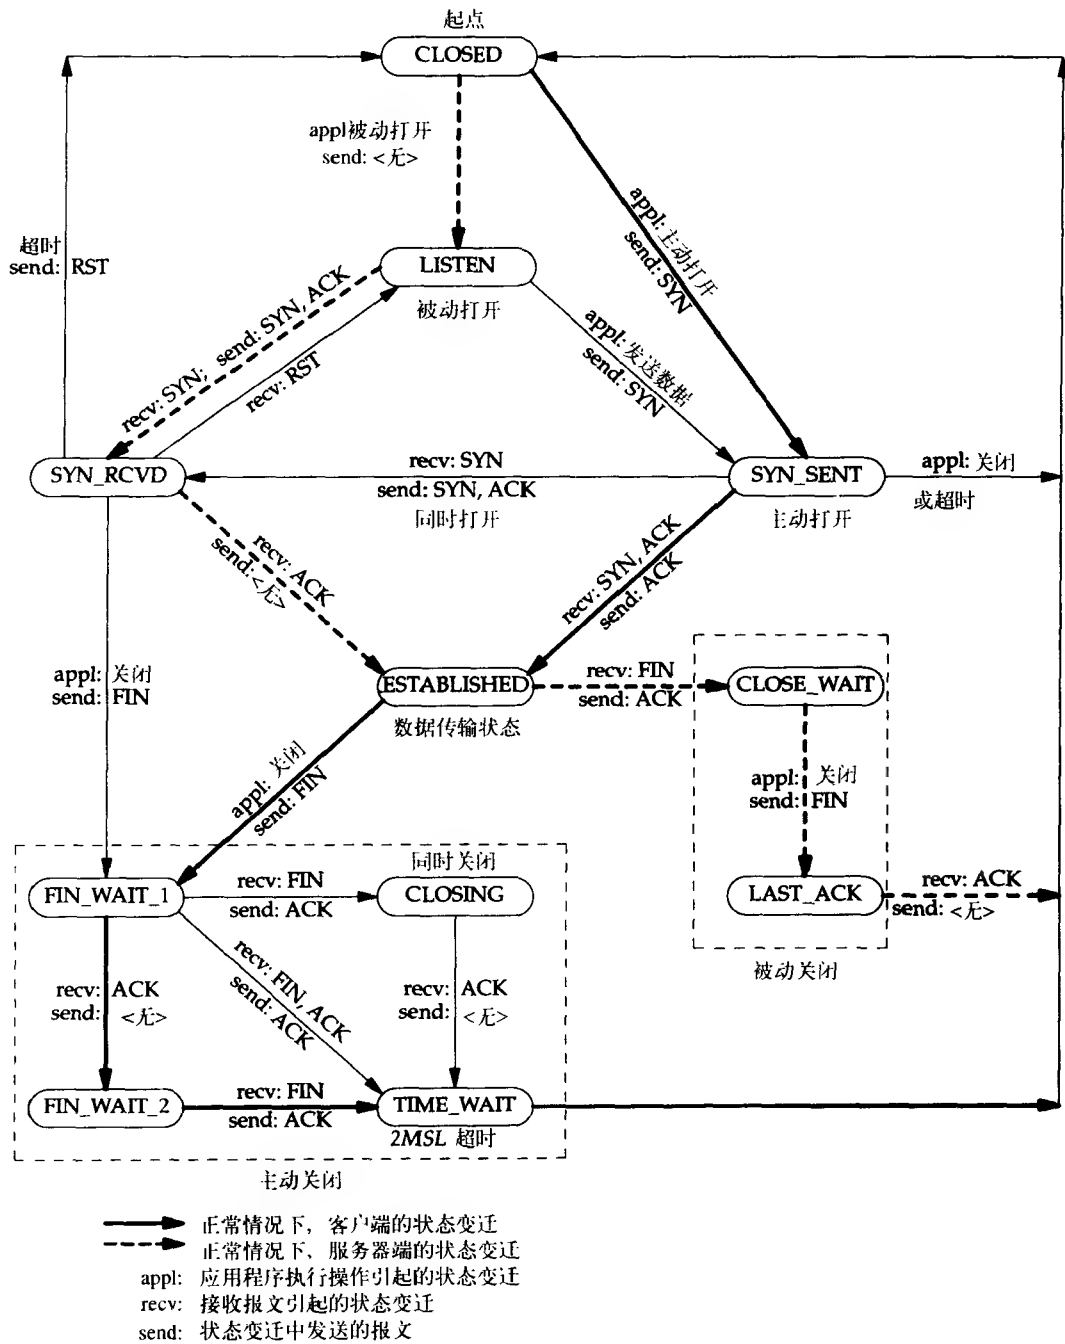 起点
CLOSED
appl被动打开
send: <无>
appl: 主动打开
send: SYN
超时
send: RST
LISTEN
被动打开
recv: SYN; send: SYN, ACK
recv: RST
appl: 发送数据
send: SYN
SYN_RCVD
recv: SYN
send: SYN, ACK
同时打开
SYN_SENT
主动打开
appl: 关闭
或超时
recv: ACK
send: <无>
recv: SYN, ACK
send: ACK
appl: 关闭
send: FIN
ESTABLISHED
数据传输状态
recv: FIN
send: ACK
CLOSE_WAIT
appl: 关闭
send: FIN
appl: 关闭
send: FIN
同时关闭
FIN_WAIT_1
recv: FIN
send: ACK
CLOSING
LAST_ACK
recv: ACK
send: <无>
被动关闭
recv: ACK
send: <无>
recv: FIN, ACK
send: ACK
recv: ACK
send: <无>
FIN_WAIT_2
recv: FIN
send: ACK
TIME_WAIT
2MSL 超时
主动关闭
正常情况下，客户端的状态变迁
正常情况下，服务器端的状态变迁
appl: 应用程序执行操作引起的状态变迁
recv: 接收报文引起的状态变迁
send: 状态变迁中发送的报文